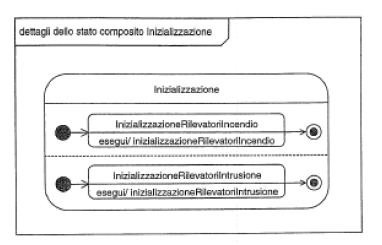 dettagli dello stato composito Inizializzazione
Inizializzazione
InizializzazioneRilevatoriIncendio
esegui/ inizializzazioneRilevatoriIncendio
InizializzazioneRilevatoriIntrusione
esegui/ inizializzazioneRilevatoriIntrusione